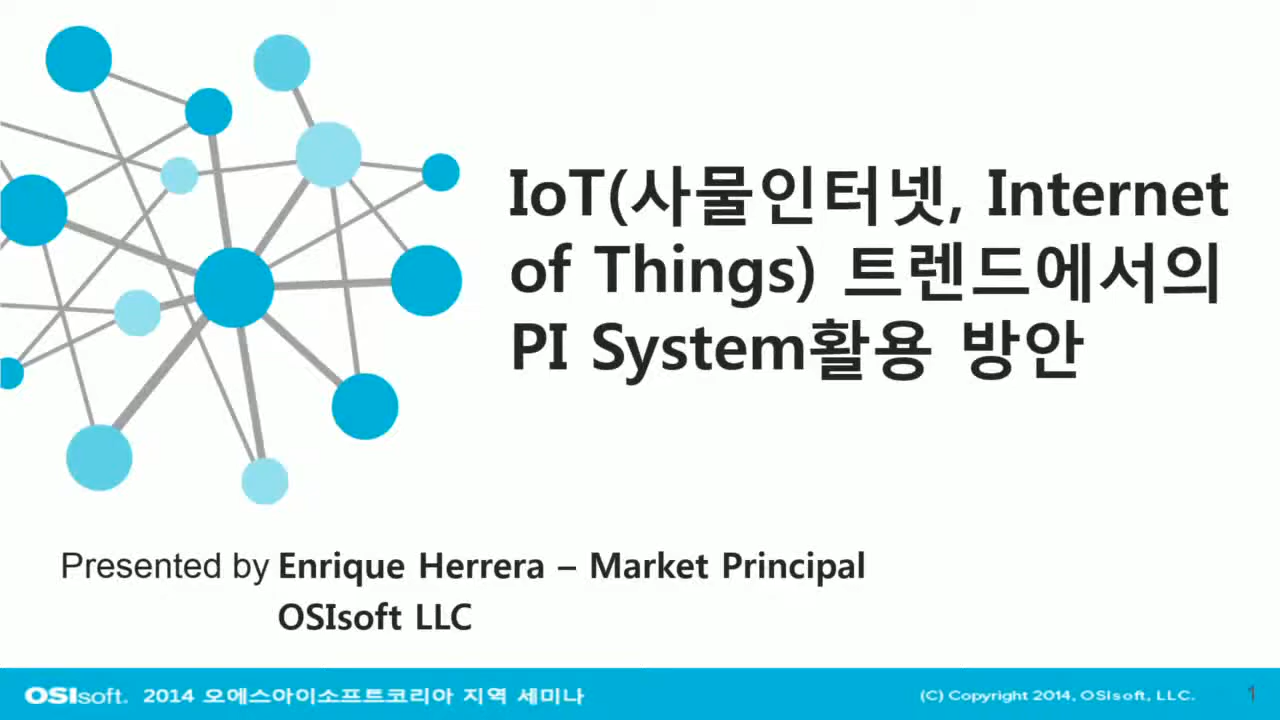 IoT(사물인터넷, Internet
of Things) 트렌드에서의
PI System활용 방안
Presented by Enrique Herrera – Market Principal
OSIsoft LLC
OSIsoft. 2014 오에스아이소프트코리아 지역 세미나
(C) Copyright 2014, OSIsoft, LLC.
1